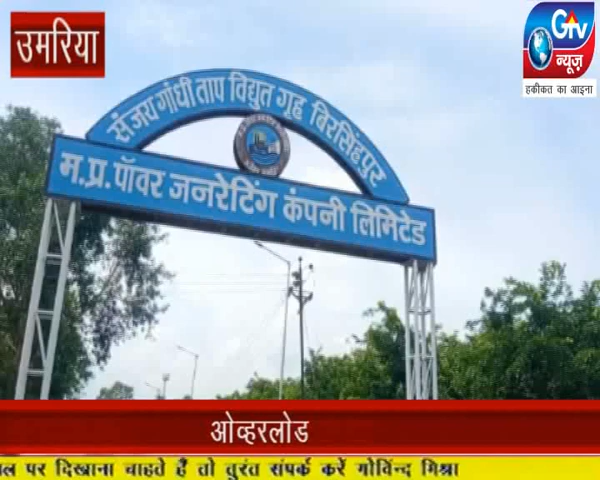 उमरिया
GTV
न्यूज़
हकीकत का आइना
संजय गांधी ताप विद्युत गृह बिरसिंहपुर
म.प्र. पॉवर जनरेटिंग कंपनी लिमिटेड
ओव्हरलोड
पर दिखाना चाहते हैं तो तुरंत संपर्क करें गोविन्द मिश्रा